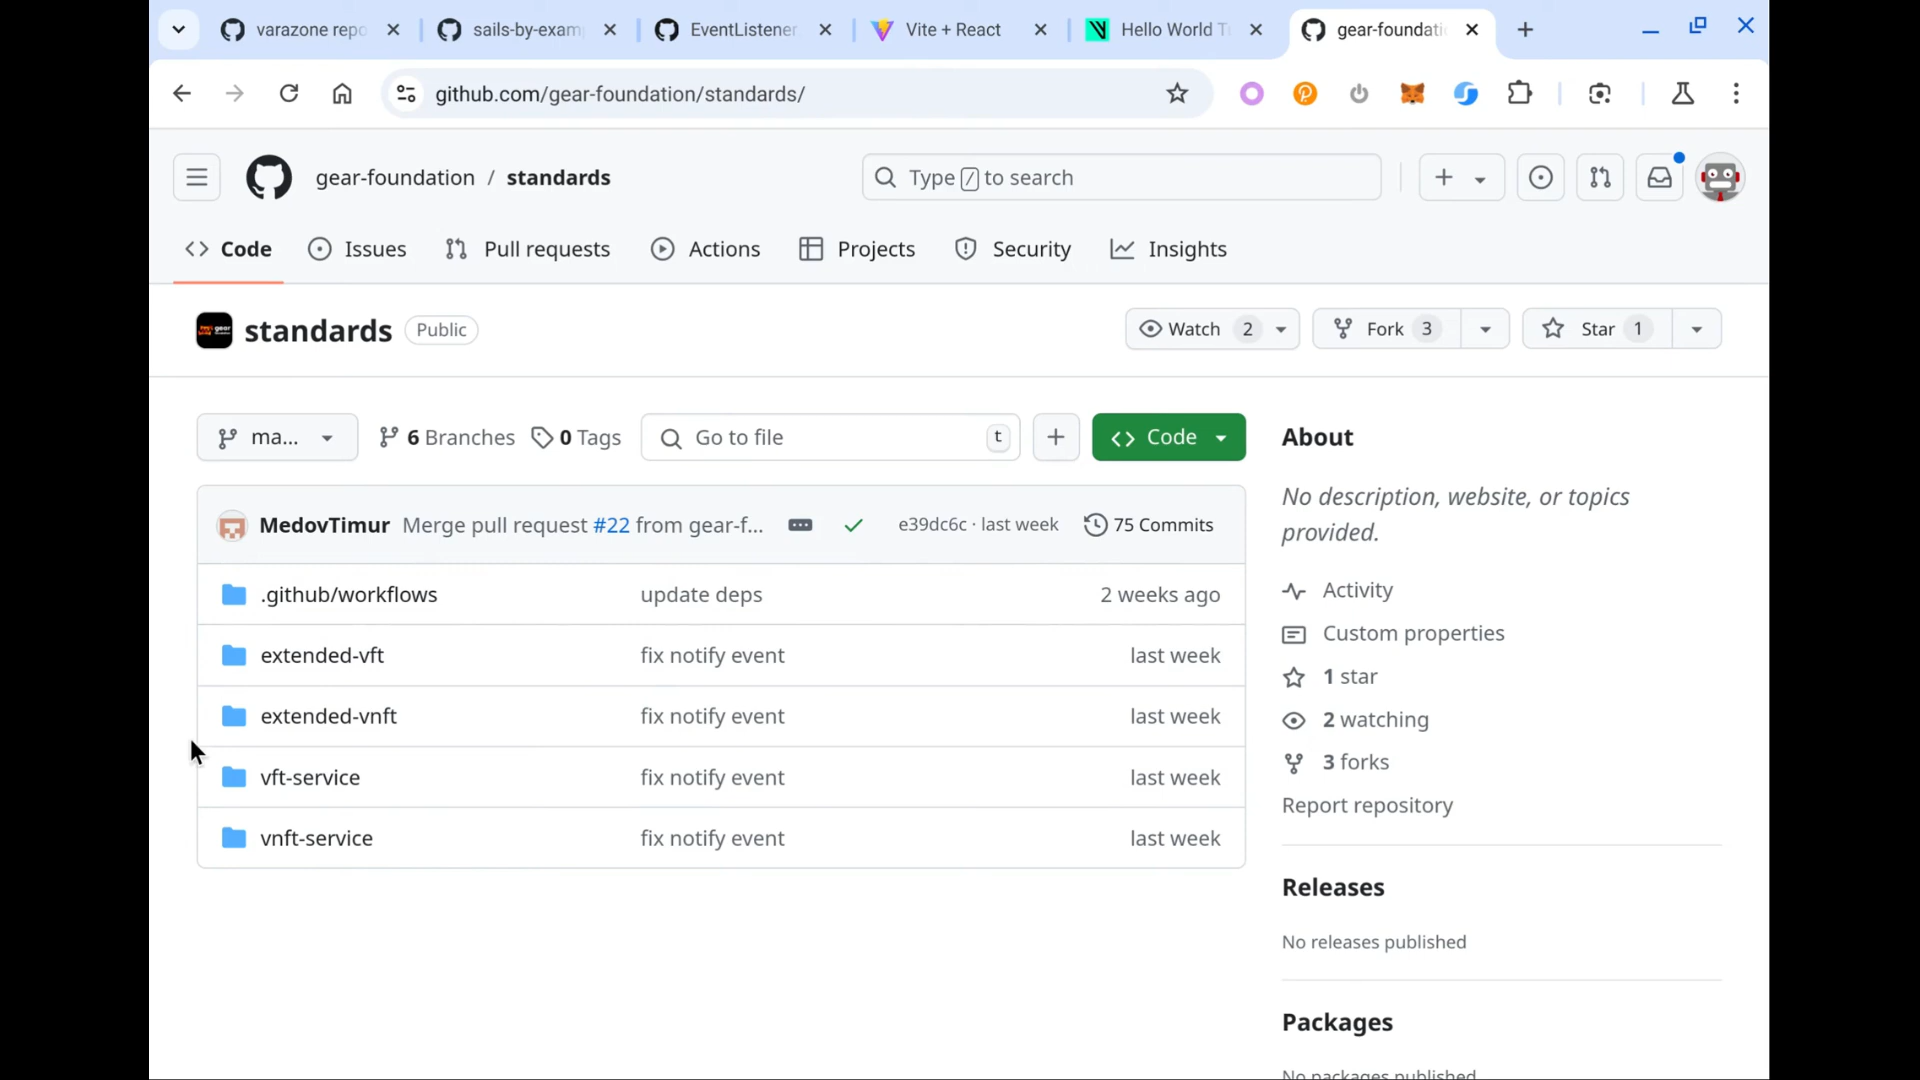 varazone repo
sails-by-exam
EventListener
Vite + React
Hello World T
gear-foundati
github.com/gear-foundation/standards/
gear-foundation / standards
Type / to search
Code
Issues
Pull requests
Actions
Projects
Security
Insights
standards
Public
Watch 2
Fork 3
Star 1
ma...
6 Branches
0 Tags
Go to file
t
Code
MedovTimur Merge pull request #22 from gear-f... e39dc6c · last week 75 Commits
.github/workflows update deps 2 weeks ago
extended-vft fix notify event last week
extended-vnft fix notify event last week
vft-service fix notify event last week
vnft-service fix notify event last week
About
No description, website, or topics
provided.
Activity
Custom properties
1 star
2 watching
3 forks
Report repository
Releases
No releases published
Packages
No packages published